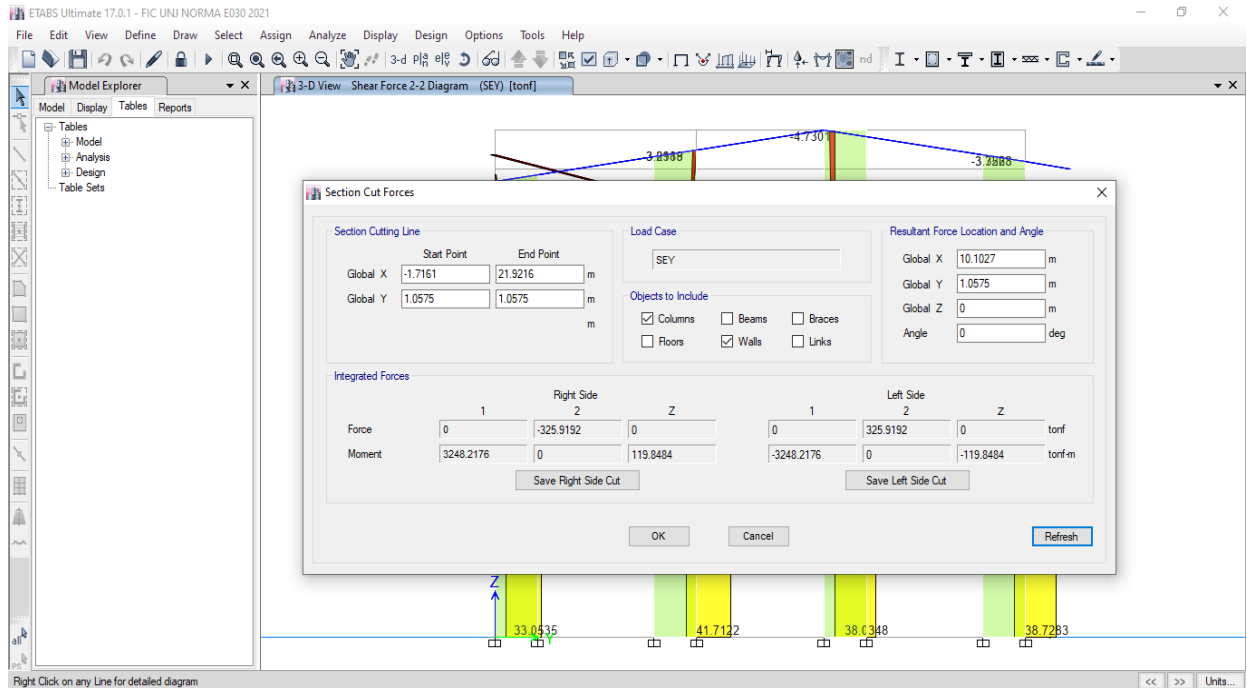 ETABS Ultimate 17.0.1 - FIC UNJ NORMA E030 2021
File Edit View Define Draw Select Assign Analyze Display Design Options Tools Help
3-d
nd
Model Explorer
3-D View Shear Force 2-2 Diagram (SEY) [tonf]
Model Display Tables Reports
Tables
Model
Analysis
Design
Table Sets
-4.7301
Section Cut Forces
Section Cutting Line
Start Point End Point
Global X -1.7161 21.9216 m
Global Y 1.0575 1.0575 m
m
Load Case
SEY
Objects to Include
Columns Beams Braces
Floors Walls Links
Resultant Force Location and Angle
Global X 10.1027 m
Global Y 1.0575 m
Global Z 0 m
Angle 0 deg
Integrated Forces
Right Side Left Side
1 2 Z 1 2 Z
Force 0 -325.9192 0 0 325.9192 0 tonf
Moment 3248.2176 0 119.8484 -3248.2176 0 -119.8484 tonf-m
Save Right Side Cut Save Left Side Cut
OK Cancel Refresh
Z
Y
33.0535 41.7122 38.0348 38.7283
all
PS
Right Click on any Line for detailed diagram
<< >> Units...